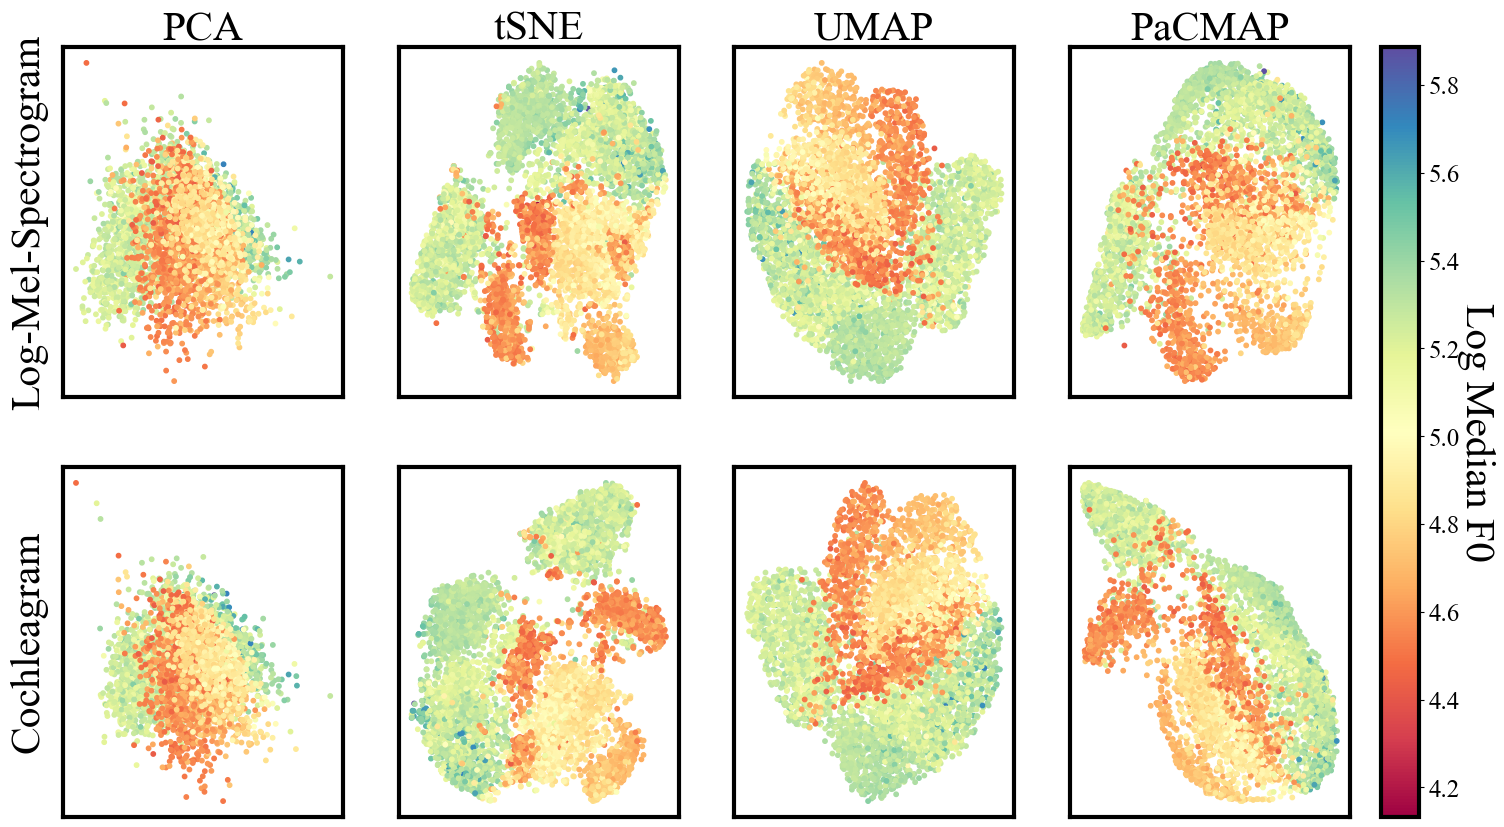 PCA
tSNE
UMAP
PaCMAP
Log-Mel-Spectrogram
Cochleagram
5.8
5.6
5.4
5.2
5.0
4.8
4.6
4.4
4.2
Log Median F0